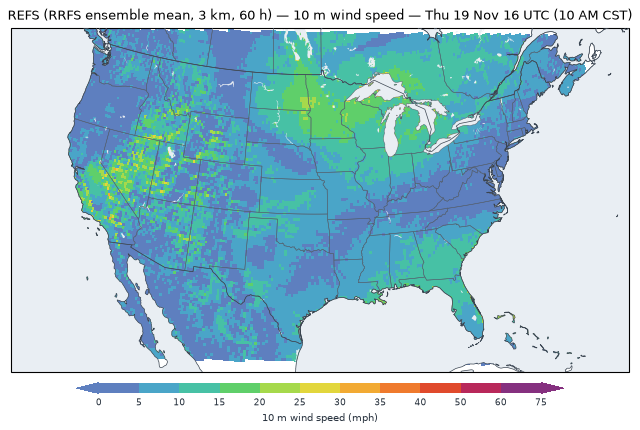 REFS (RRFS ensemble mean, 3 km, 60 h) — 10 m wind speed — Thu 19 Nov 16 UTC (10 AM CST)
0 5 10 15 20 25 30 35 40 50 60 75
10 m wind speed (mph)